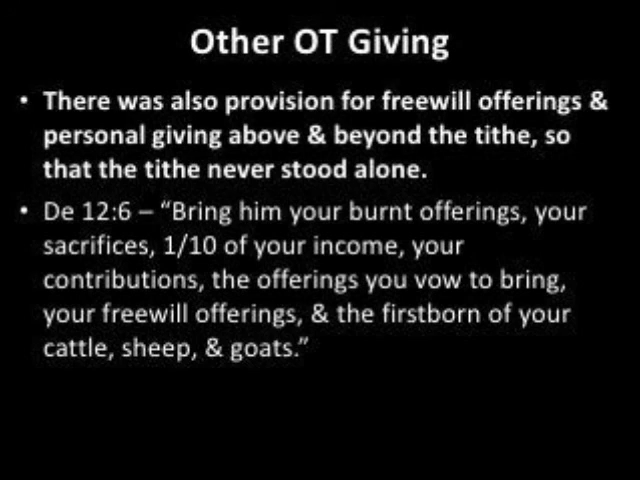 Other OT Giving
• There was also provision for freewill offerings &
personal giving above & beyond the tithe, so
that the tithe never stood alone.
• De 12:6 – “Bring him your burnt offerings, your
sacrifices, 1/10 of your income, your
contributions, the offerings you vow to bring,
your freewill offerings, & the firstborn of your
cattle, sheep, & goats.”